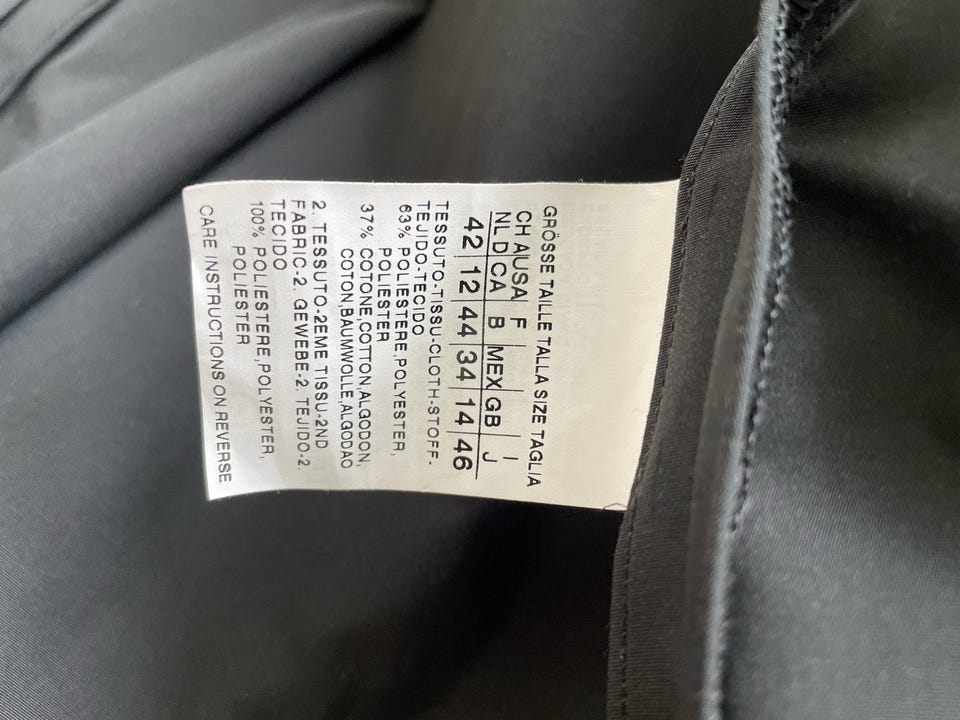 GRÖSSE TAILLE TALLA SIZE TAGLIA
CH A USA F I
NL D CA B MEX GB J
42 12 44 34 14 46
TESSUTO-TISSU-CLOTH-STOFF-
TEJIDO-TECIDO
63% POLIESTERE,POLYESTER,
POLIESTER
37% COTONE,COTTON,ALGODON,
COTON,BAUMWOLLE,ALGODAO
2. TESSUTO-2EME TISSU-2ND
FABRIC-2. GEWEBE-2. TEJIDO-2.
TECIDO
100% POLIESTERE,POLYESTER,
POLIESTER
CARE INSTRUCTIONS ON REVERSE